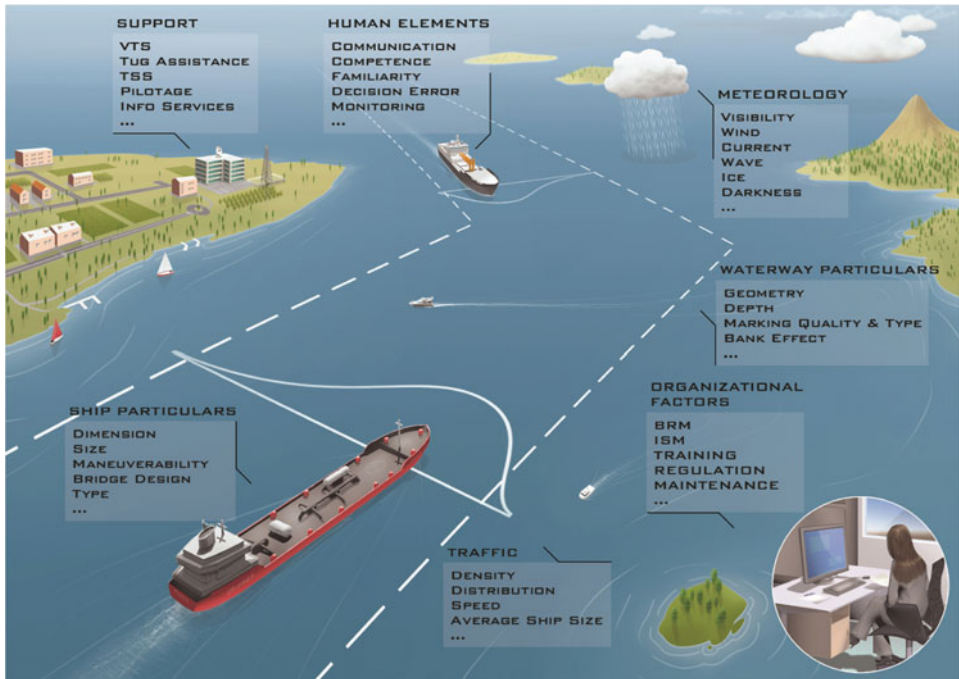 SUPPORT
VTS
TUG ASSISTANCE
TSS
PILOTAGE
INFO SERVICES
...
HUMAN ELEMENTS
COMMUNICATION
COMPETENCE
FAMILIARITY
DECISION ERROR
MONITORING
...
METEOROLOGY
VISIBILITY
WIND
CURRENT
WAVE
ICE
DARKNESS
...
WATERWAY PARTICULARS
GEOMETRY
DEPTH
MARKING QUALITY & TYPE
BANK EFFECT
...
SHIP PARTICULARS
DIMENSION
SIZE
MANEUVERABILITY
BRIDGE DESIGN
TYPE
...
ORGANIZATIONAL
FACTORS
BRM
ISM
TRAINING
REGULATION
MAINTENANCE
...
TRAFFIC
DENSITY
DISTRIBUTION
SPEED
AVERAGE SHIP SIZE
...